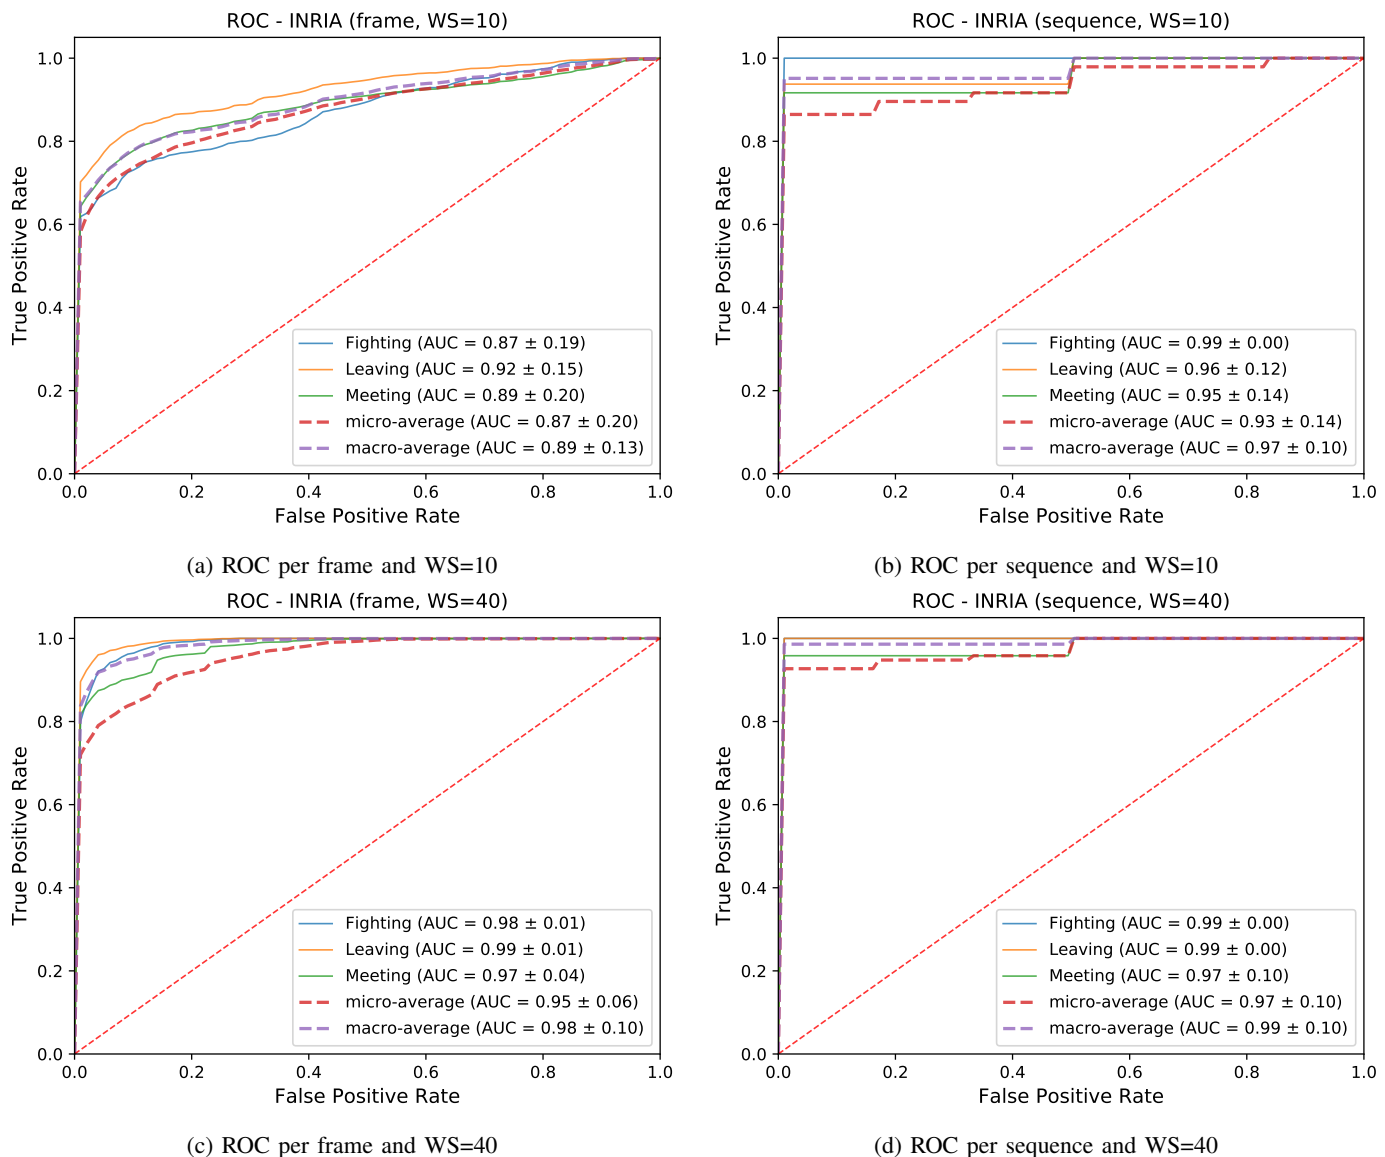 ROC - INRIA (frame, WS=10)
True Positive Rate
1.0
0.8
0.6
0.4
0.2
0.0
Fighting (AUC = 0.87 ± 0.19)
Leaving (AUC = 0.92 ± 0.15)
Meeting (AUC = 0.89 ± 0.20)
micro-average (AUC = 0.87 ± 0.20)
macro-average (AUC = 0.89 ± 0.13)
0.0 0.2 0.4 0.6 0.8 1.0
False Positive Rate
(a) ROC per frame and WS=10
ROC - INRIA (sequence, WS=10)
True Positive Rate
1.0
0.8
0.6
0.4
0.2
0.0
Fighting (AUC = 0.99 ± 0.00)
Leaving (AUC = 0.96 ± 0.12)
Meeting (AUC = 0.95 ± 0.14)
micro-average (AUC = 0.93 ± 0.14)
macro-average (AUC = 0.97 ± 0.10)
0.0 0.2 0.4 0.6 0.8 1.0
False Positive Rate
(b) ROC per sequence and WS=10
ROC - INRIA (frame, WS=40)
True Positive Rate
1.0
0.8
0.6
0.4
0.2
0.0
Fighting (AUC = 0.98 ± 0.01)
Leaving (AUC = 0.99 ± 0.01)
Meeting (AUC = 0.97 ± 0.04)
micro-average (AUC = 0.95 ± 0.06)
macro-average (AUC = 0.98 ± 0.10)
0.0 0.2 0.4 0.6 0.8 1.0
False Positive Rate
(c) ROC per frame and WS=40
ROC - INRIA (sequence, WS=40)
True Positive Rate
1.0
0.8
0.6
0.4
0.2
0.0
Fighting (AUC = 0.99 ± 0.00)
Leaving (AUC = 0.99 ± 0.00)
Meeting (AUC = 0.97 ± 0.10)
micro-average (AUC = 0.97 ± 0.10)
macro-average (AUC = 0.99 ± 0.10)
0.0 0.2 0.4 0.6 0.8 1.0
False Positive Rate
(d) ROC per sequence and WS=40